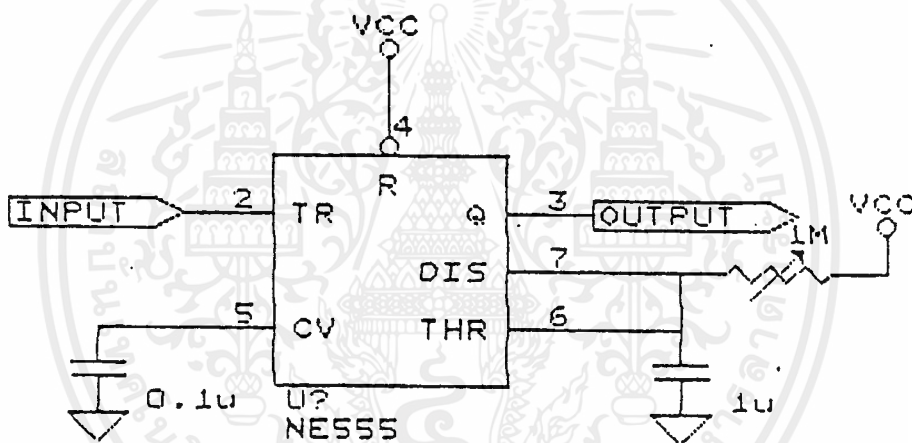 VCC
4
R
INPUT
2
TR
Q
3
OUTPUT
VCC
1M
DIS
7
5
CV
THR
6
0.1u
U?
1u
NE555